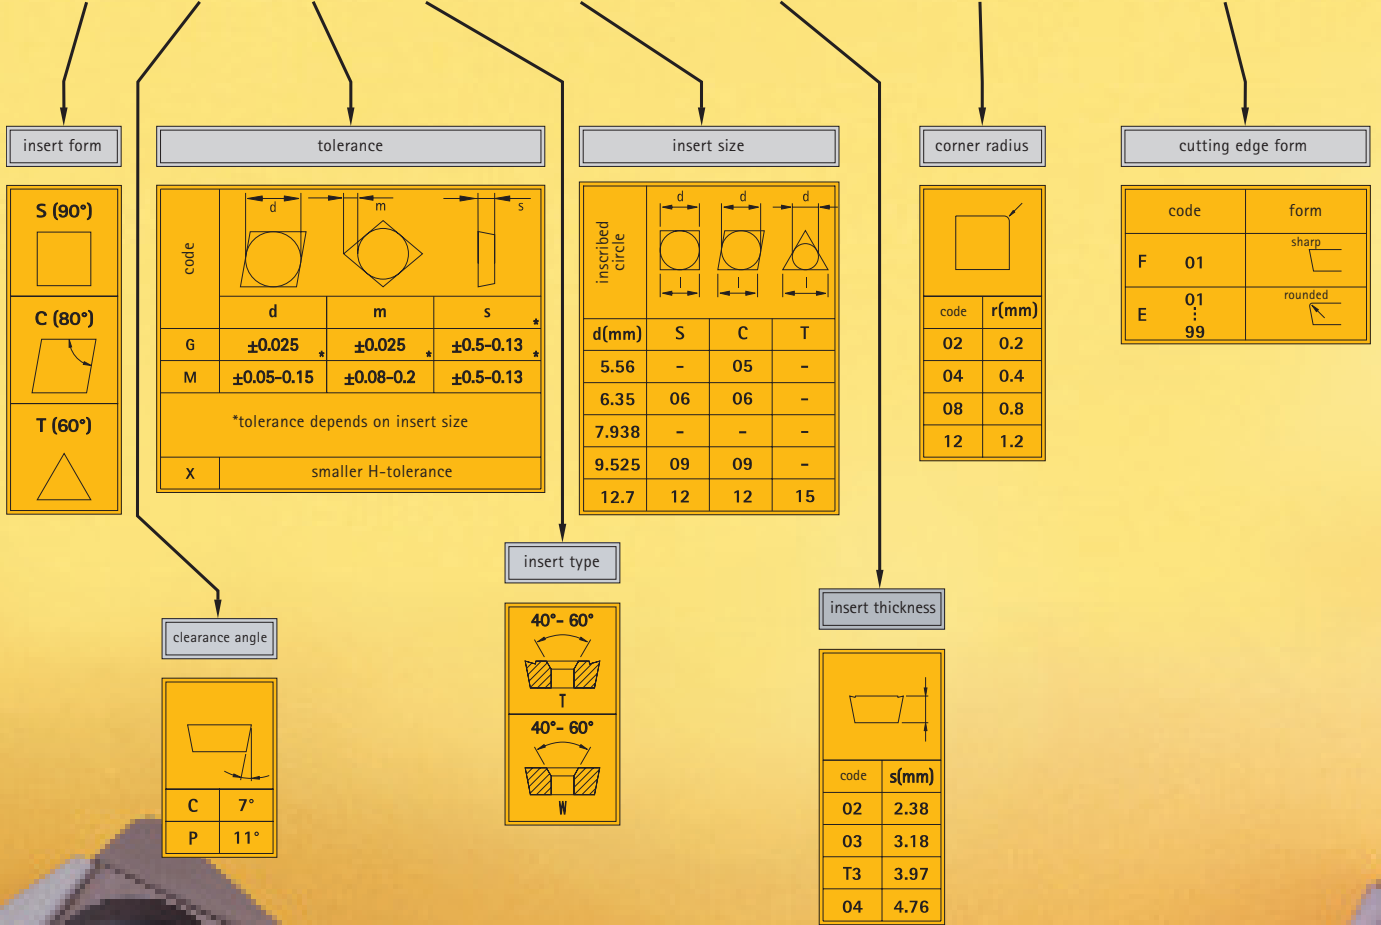 insert form
tolerance
insert size
corner radius
cutting edge form
S (90°)
C (80°)
T (60°)
code
d
m
s
d m s *
G ±0.025 * ±0.025 * ±0.5-0.13 *
M ±0.05-0.15 ±0.08-0.2 ±0.5-0.13
*tolerance depends on insert size
X smaller H-tolerance
inscribed
circle
d d d
l l l
d(mm) S C T
5.56 - 05 -
6.35 06 06 -
7.938 - - -
9.525 09 09 -
12.7 12 12 15
code r(mm)
02 0.2
04 0.4
08 0.8
12 1.2
code form
F 01 sharp
E 01 rounded
99
insert type
40°- 60°
T
40°- 60°
W
insert thickness
code s(mm)
02 2.38
03 3.18
T3 3.97
04 4.76
clearance angle
C 7°
P 11°